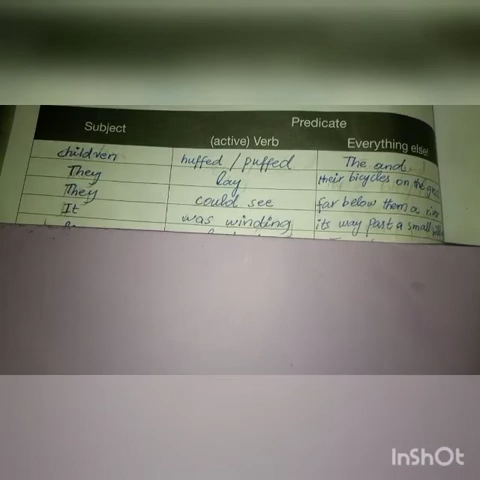 Subject Predicate
(active) Verb Everything else
children huffed / puffed The and
They lay their bicycles on the
They could see far below them a
It was winding its way past a small
InShOt